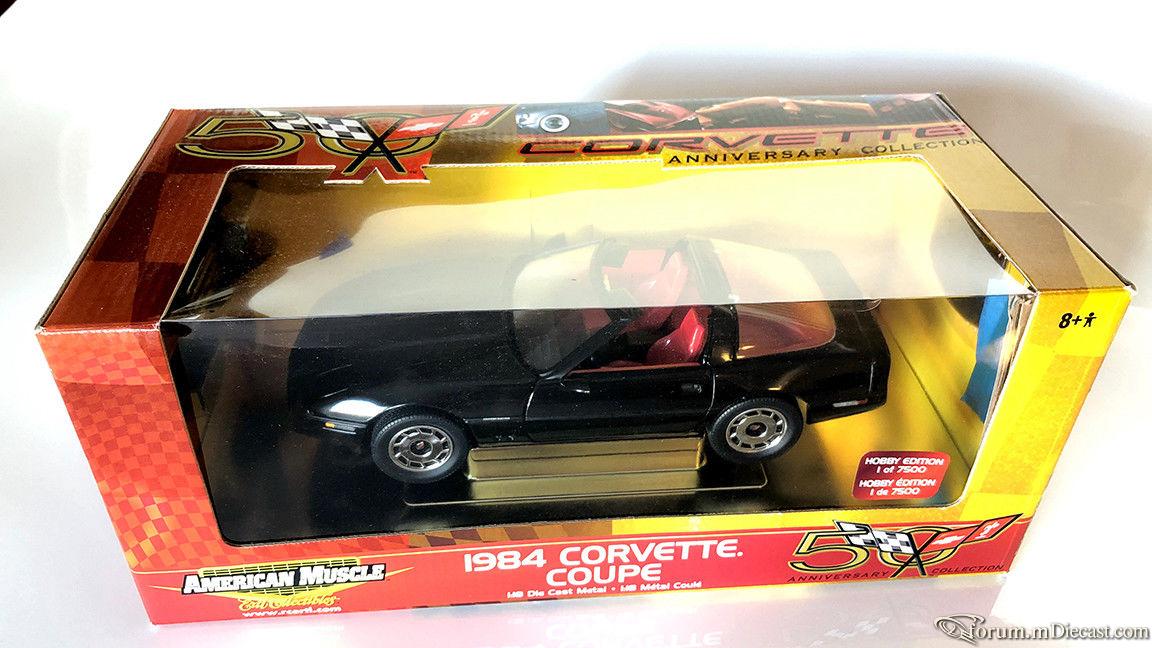 50
CORVETTE
ANNIVERSARY COLLECTION
8+
HOBBY EDITION
1 of 7500
HOBBY ÉDITION
1 de 7500
1984 CORVETTE.
COUPE
1:18 Die Cast Metal • 1:18 Métal Coulé
AMERICAN MUSCLE
Ertl Collectibles
www.rcertl.com
50
ANNIVERSARY COLLECTION
forum.mDiecast.com